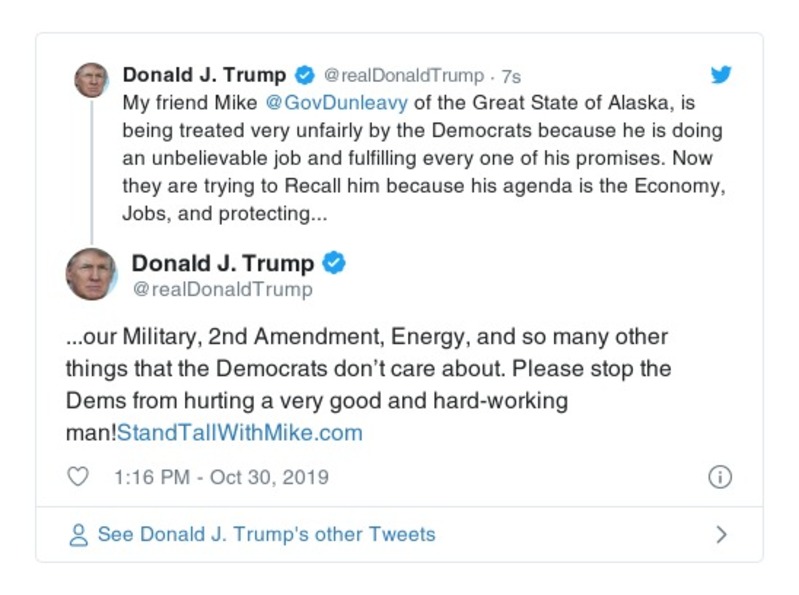 Donald J. Trump @realDonaldTrump · 7s
My friend Mike @GovDunleavy of the Great State of Alaska, is
being treated very unfairly by the Democrats because he is doing
an unbelievable job and fulfilling every one of his promises. Now
they are trying to Recall him because his agenda is the Economy,
Jobs, and protecting...
Donald J. Trump
@realDonaldTrump
...our Military, 2nd Amendment, Energy, and so many other
things that the Democrats don’t care about. Please stop the
Dems from hurting a very good and hard-working
man!StandTallWithMike.com
1:16 PM - Oct 30, 2019
See Donald J. Trump's other Tweets